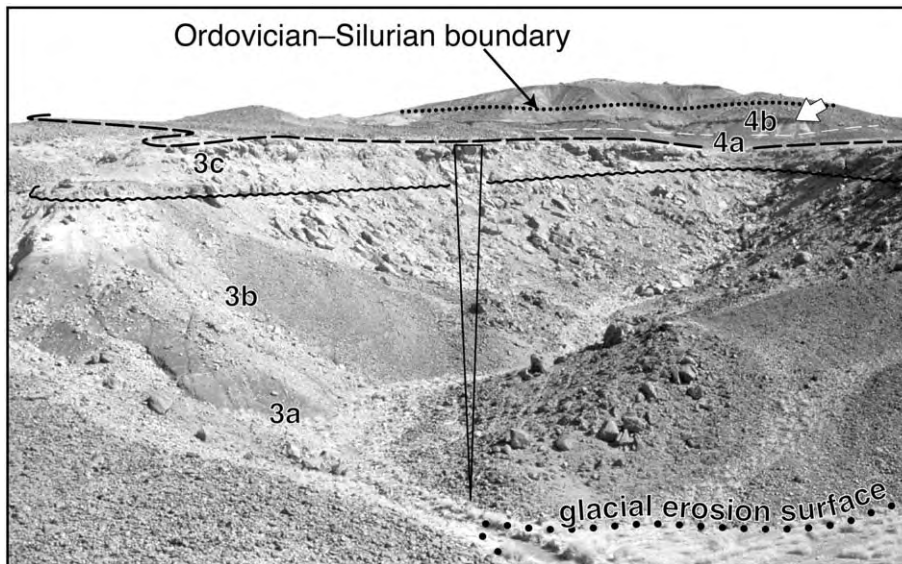 Ordovician–Silurian boundary
4b
4a
3c
3b
3a
glacial erosion surface